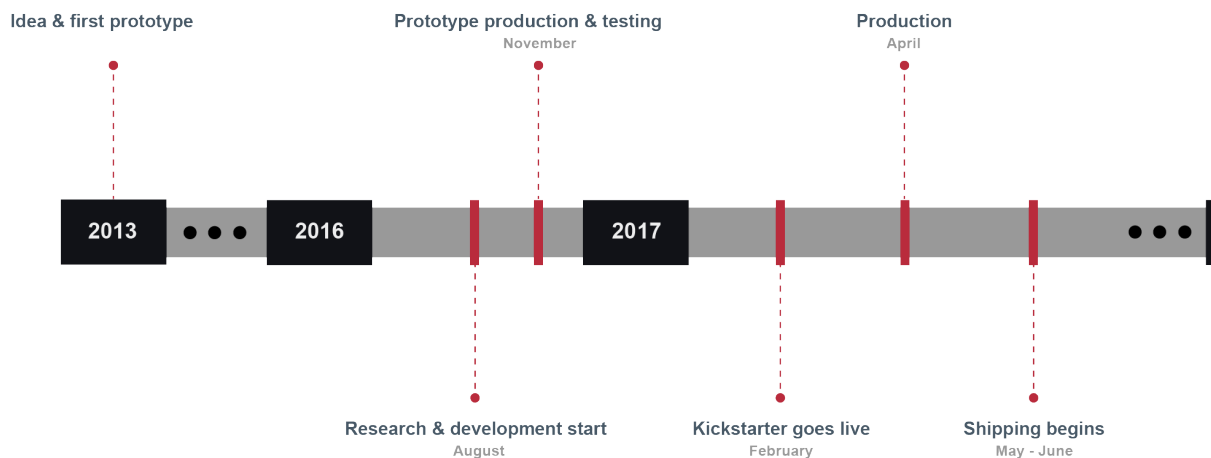 Idea & first prototype
Prototype production & testing
November
Production
April
2013
2016
2017
Research & development start
August
Kickstarter goes live
February
Shipping begins
May - June